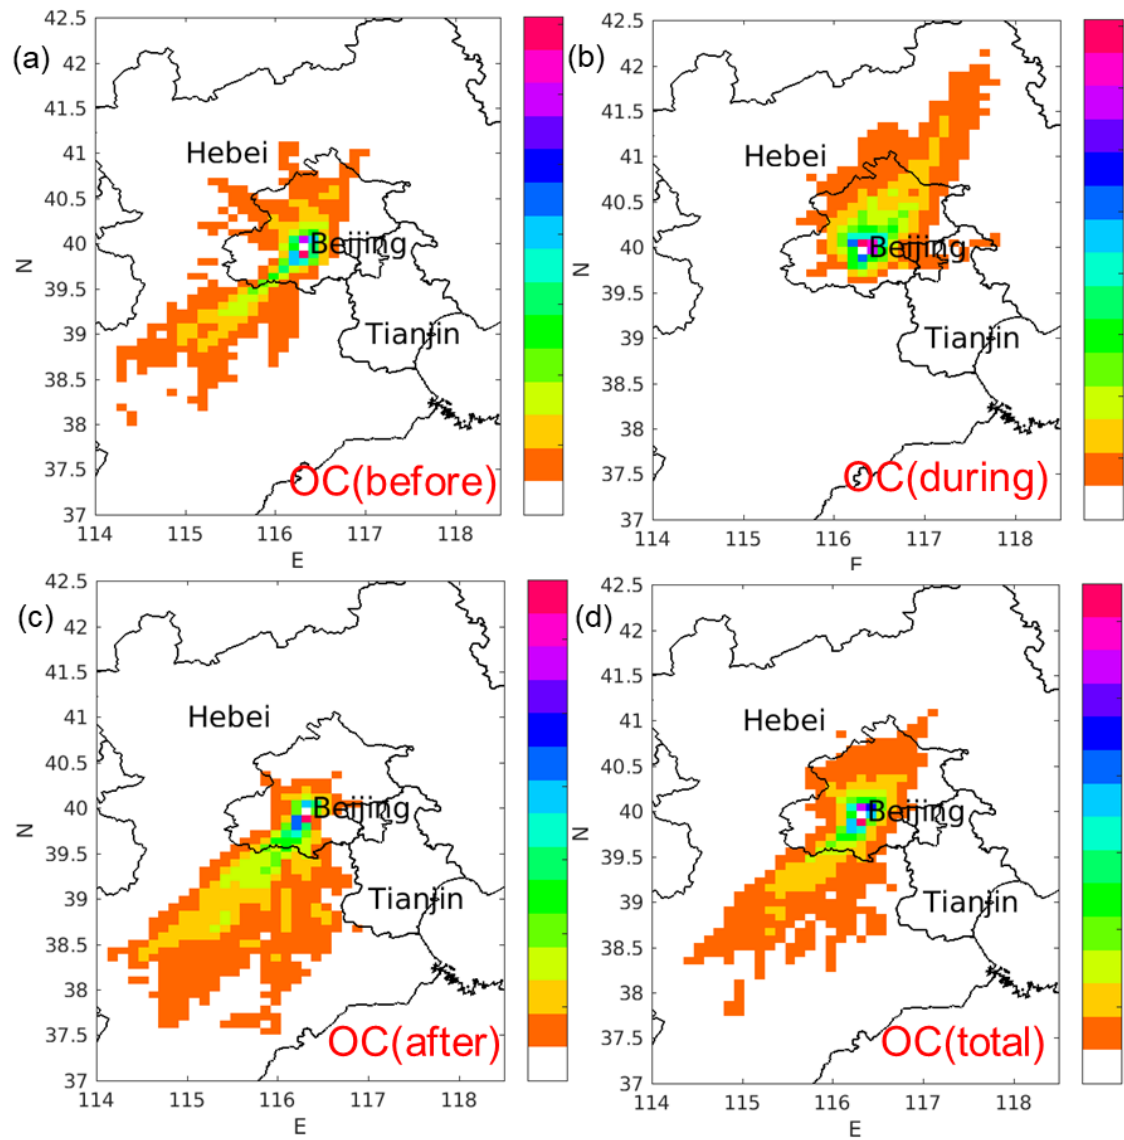 (a)
42.5
42
41.5
41
40.5
40
39.5
39
38.5
38
37.5
37
N
Hebei
Beijing
Tianjin
OC(before)
114 115 116 117 118
E
(b)
42.5
42
41.5
41
40.5
40
39.5
39
38.5
38
37.5
37
N
Hebei
Beijing
Tianjin
OC(during)
114 115 116 117 118
E
(c)
42.5
42
41.5
41
40.5
40
39.5
39
38.5
38
37.5
37
N
Hebei
Beijing
Tianjin
OC(after)
114 115 116 117 118
E
(d)
42.5
42
41.5
41
40.5
40
39.5
39
38.5
38
37.5
37
N
Hebei
Beijing
Tianjin
OC(total)
114 115 116 117 118
E